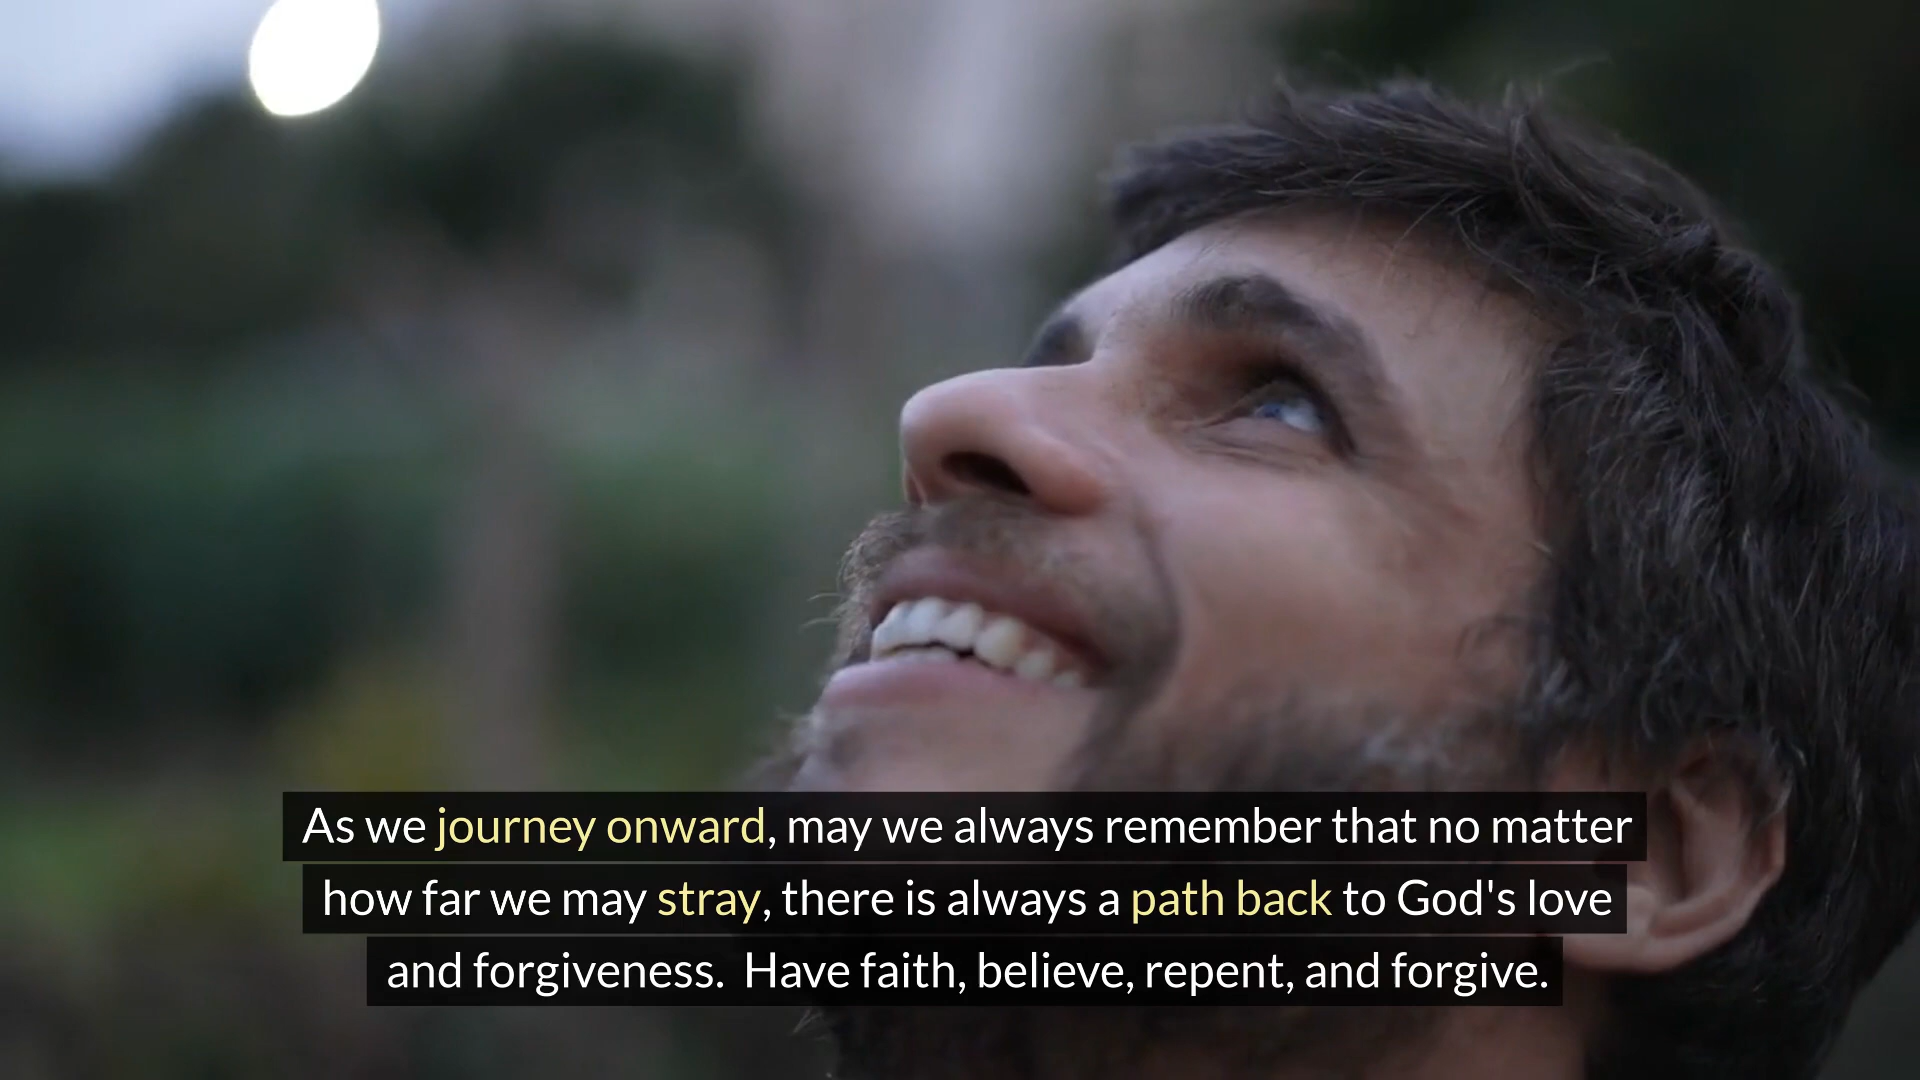 As we journey onward, may we always remember that no matter
how far we may stray, there is always a path back to God's love
and forgiveness.  Have faith, believe, repent, and forgive.